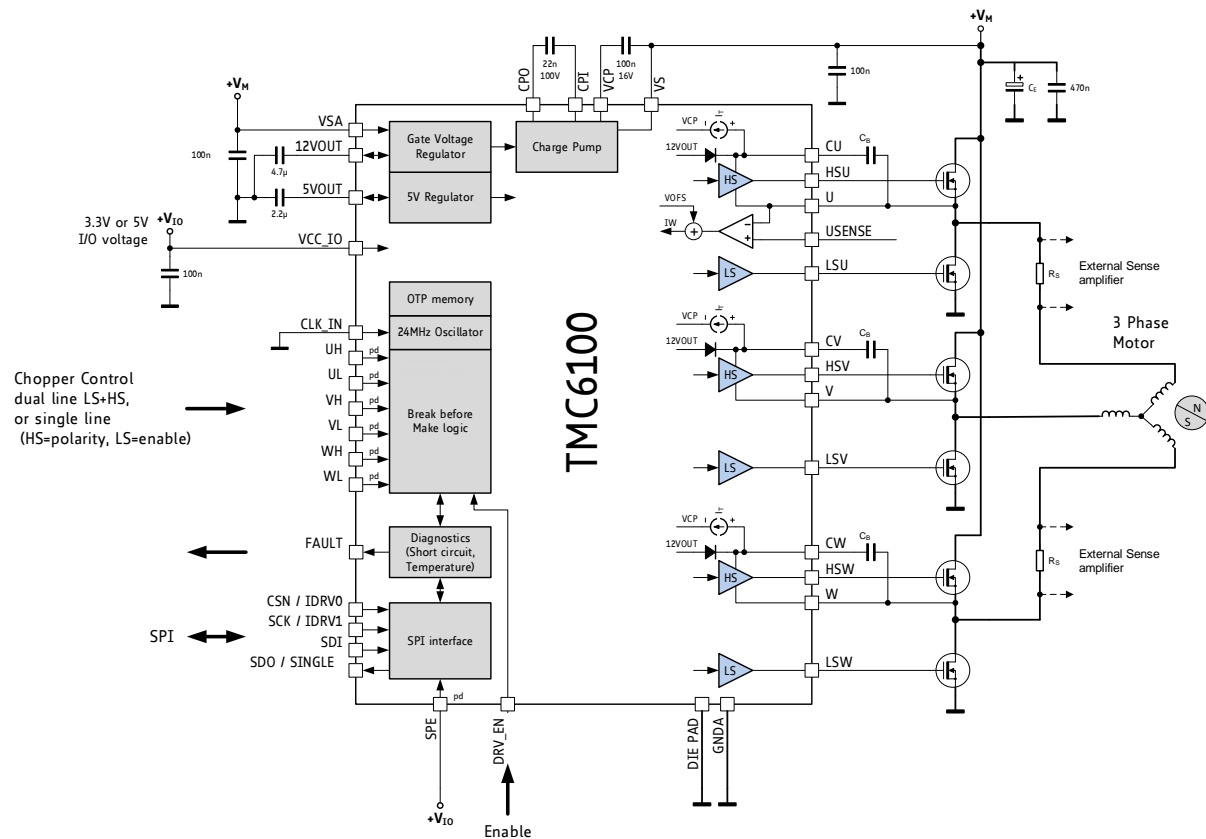 +VM
22n
100V
100n
16V
CPO
CPI
VCP
VS
100n
CE
470n
+VM
VSA
12VOUT
5VOUT
100n
4.7µ
2.2µ
Gate Voltage
Regulator
5V Regulator
Charge Pump
3.3V or 5V
I/O voltage
+VIO
VCC_IO
100n
OTP memory
24MHz Oscillator
Break before
Make logic
CLK_IN
UH
pd
UL
pd
VH
pd
VL
pd
WH
pd
WL
pd
Chopper Control
dual line LS+HS,
or single line
(HS=polarity, LS=enable)
TMC6100
FAULT
Diagnostics
(Short circuit,
Temperature)
CSN / IDRV0
SCK / IDRV1
SDI
SDO / SINGLE
SPI
SPI interface
SPE
pd
DRV_EN
+VIO
Enable
DIE PAD
GNDA
VCP
+
12VOUT
HS
CU
CB
HSU
U
VOFS
IW
+
-
+
USENSE
LS
LSU
RS
External Sense
amplifier
VCP
+
12VOUT
HS
CV
CB
HSV
V
LS
LSV
3 Phase
Motor
N
S
VCP
+
12VOUT
HS
CW
CB
HSW
W
LS
LSW
RS
External Sense
amplifier